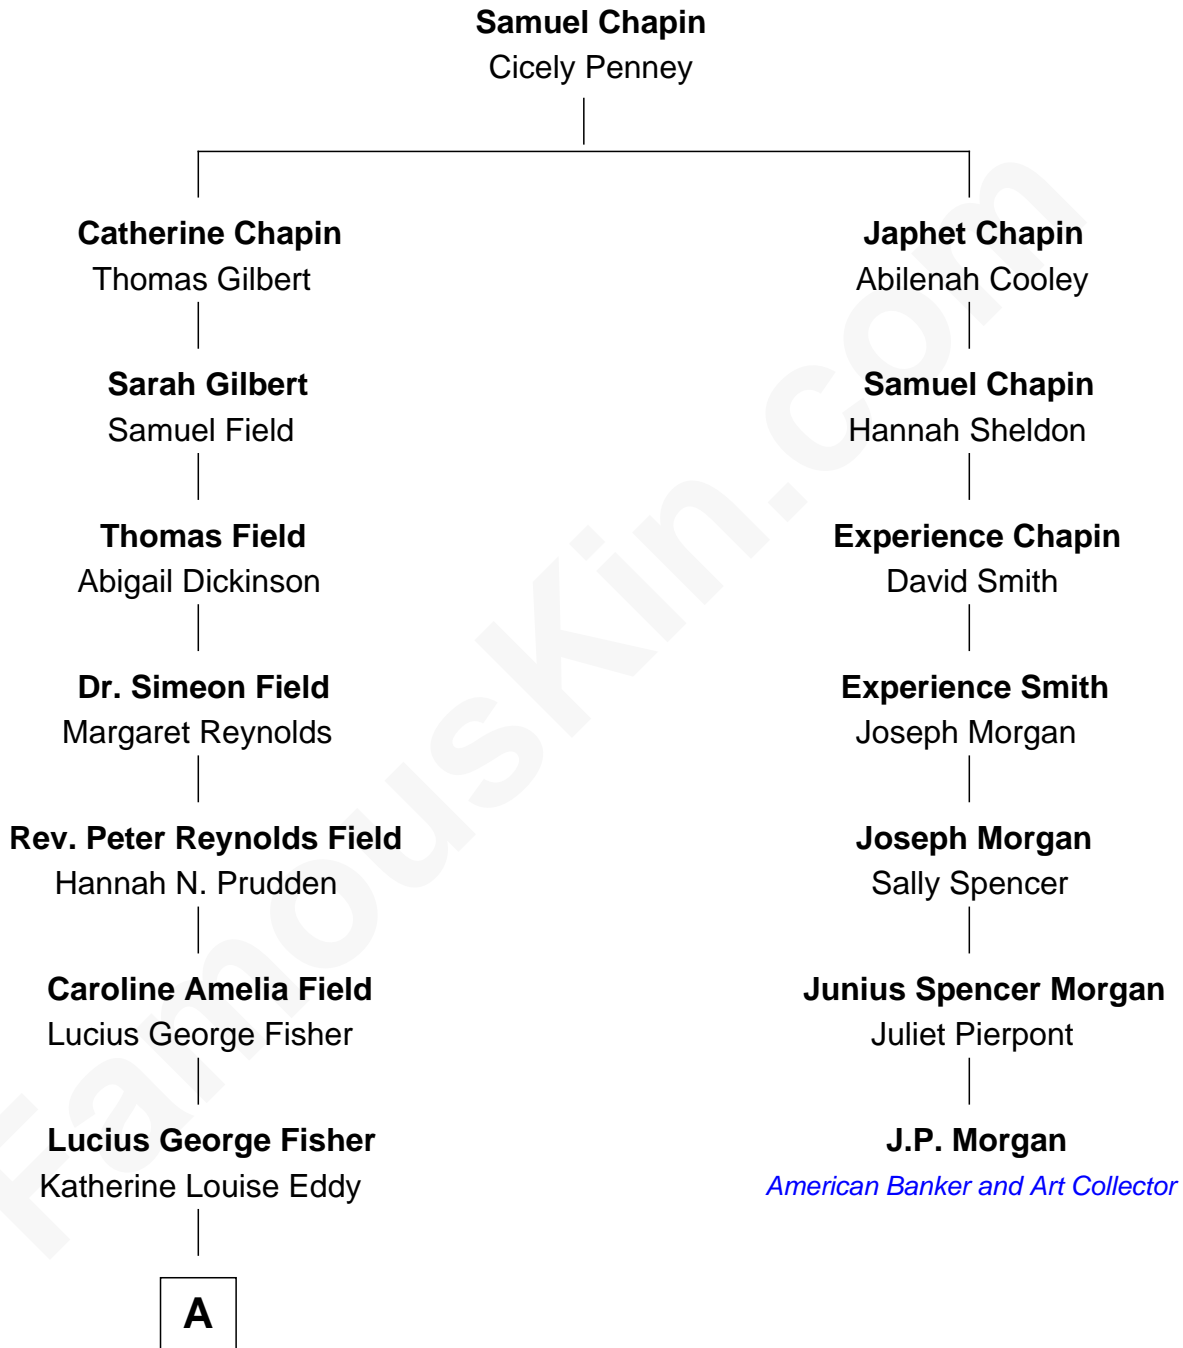 Samuel Chapin
Cicely Penney
Catherine Chapin
Thomas Gilbert
Japhet Chapin
Abilenah Cooley
Sarah Gilbert
Samuel Field
Samuel Chapin
Hannah Sheldon
Thomas Field
Abigail Dickinson
Experience Chapin
David Smith
Dr. Simeon Field
Margaret Reynolds
Experience Smith
Joseph Morgan
Rev. Peter Reynolds Field
Hannah N. Prudden
Joseph Morgan
Sally Spencer
Caroline Amelia Field
Lucius George Fisher
Junius Spencer Morgan
Juliet Pierpont
Lucius George Fisher
Katherine Louise Eddy
J.P. Morgan
American Banker and Art Collector
A
FamousKin.com